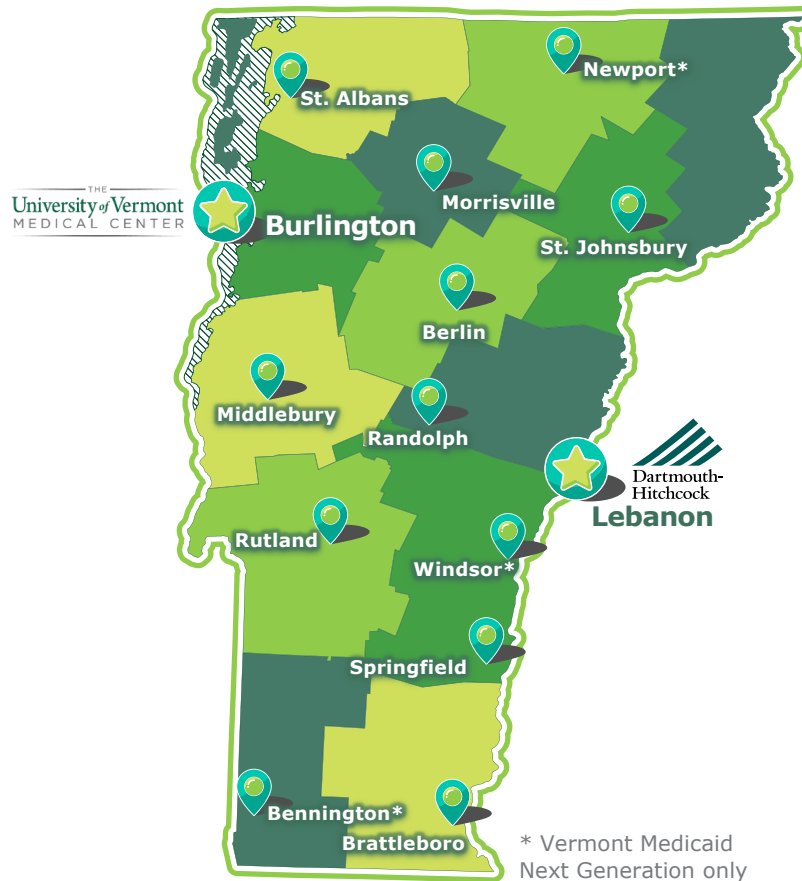 Newport*
St. Albans
THE
University of Vermont
MEDICAL CENTER
Morrisville
Burlington
St. Johnsbury
Berlin
Middlebury
Randolph
Dartmouth-
Hitchcock
Lebanon
Rutland
Windsor*
Springfield
Bennington*
Brattleboro
* Vermont Medicaid
Next Generation only